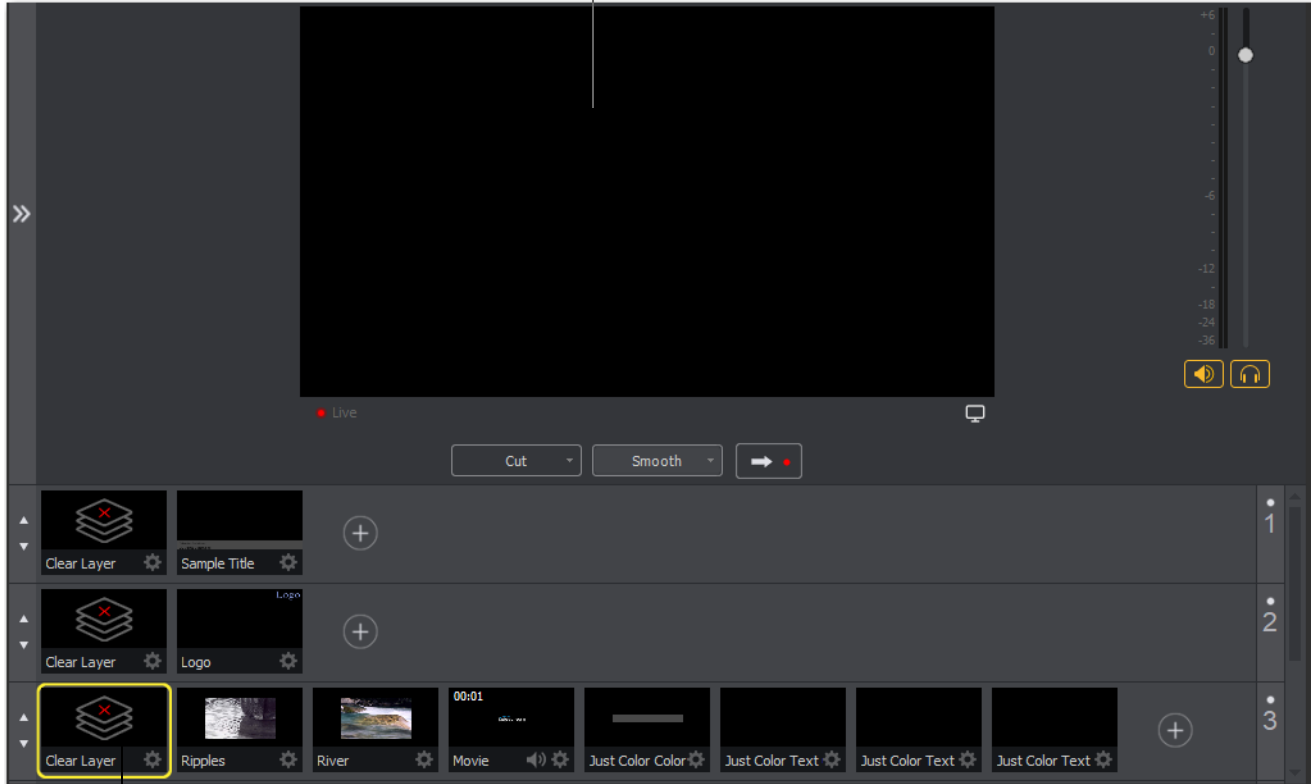 +6
0
-6
-12
-18
-24
-36
Live
Cut
Smooth
Clear Layer
Sample Title
1
Logo
Clear Layer
Logo
2
00:01
Clear Layer
Ripples
River
Movie
Just Color Color
Just Color Text
Just Color Text
Just Color Text
3